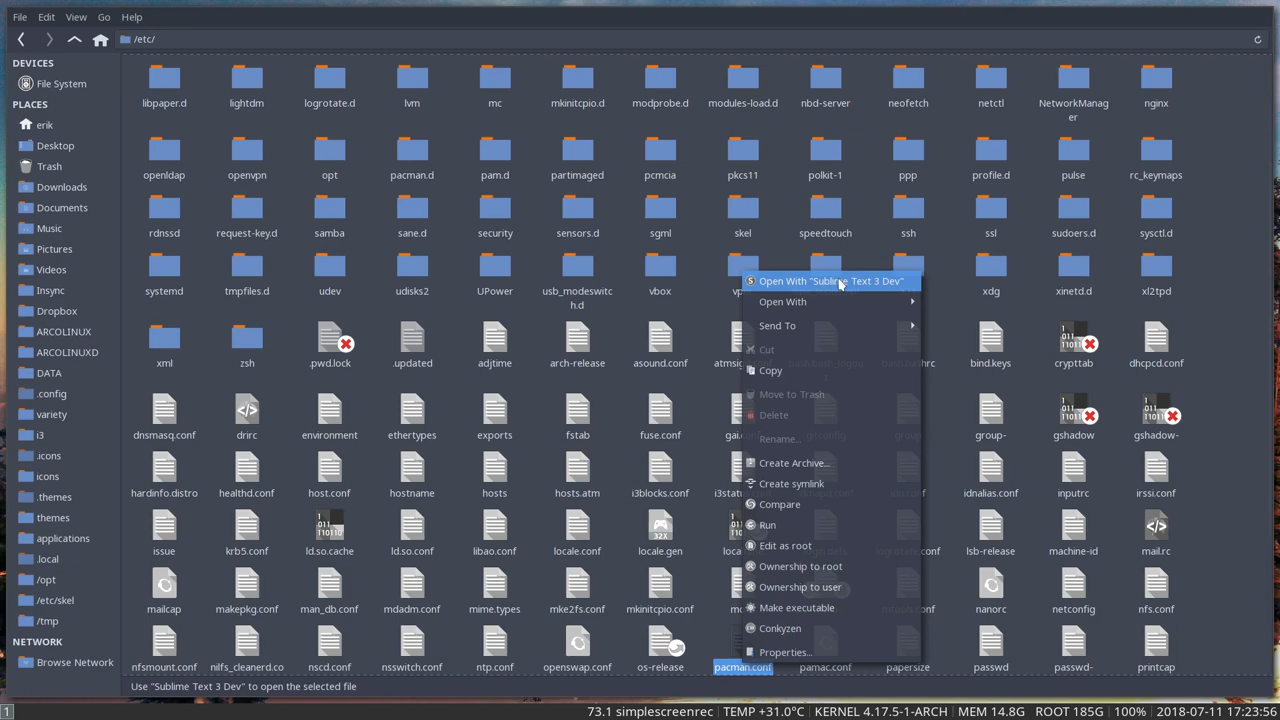 File Edit View Go Help
/etc/
DEVICES
File System
PLACES
erik
Desktop
Trash
Downloads
Documents
Music
Pictures
Videos
Insync
Dropbox
ARCOLINUX
ARCOLINUXD
DATA
.config
variety
i3
.icons
icons
.themes
themes
applications
.local
/opt
/etc/skel
/tmp
NETWORK
Browse Network
libpaper.d lightdm logrotate.d lvm mc mkinitcpio.d modprobe.d modules-load.d nbd-server neofetch netctl NetworkManag nginx
er
openldap openvpn opt pacman.d pam.d partimaged pcmcia pkcs11 polkit-1 ppp profile.d pulse rc_keymaps
rdnssd request-key.d samba sane.d security sensors.d sgml skel speedtouch ssh ssl sudoers.d sysctl.d
systemd tmpfiles.d udev udisks2 UPower usb_modeswitc vbox xdg xinetd.d xl2tpd
h.d
xml zsh .pwd.lock .updated adjtime arch-release asound.conf bind.keys crypttab dhcpcd.conf
dnsmasq.conf drirc environment ethertypes exports fstab fuse.conf group- gshadow gshadow-
hardinfo.distro healthd.conf host.conf hostname hosts hosts.atm i3blocks.conf idnalias.conf inputrc irssi.conf
issue krb5.conf ld.so.cache ld.so.conf libao.conf locale.conf locale.gen lsb-release machine-id mail.rc
mailcap makepkg.conf man_db.conf mdadm.conf mime.types mke2fs.conf mkinitcpio.conf nanorc netconfig nfs.conf
nfsmount.conf nilfs_cleanerd.co nscd.conf nsswitch.conf ntp.conf openswap.conf os-release pacman.conf pamac.conf papersize passwd passwd- printcap
Open With "Sublime Text 3 Dev"
Open With
Send To
Cut
Copy
Move to Trash
Delete
Rename...
Create Archive...
Create symlink
Compare
Run
Edit as root
Ownership to root
Ownership to user
Make executable
Conkyzen
Properties...
Use "Sublime Text 3 Dev" to open the selected file
1 73.1 simplescreenrec TEMP +31.0°C KERNEL 4.17.5-1-ARCH MEM 14.8G ROOT 185G 100% 2018-07-11 17:23:56